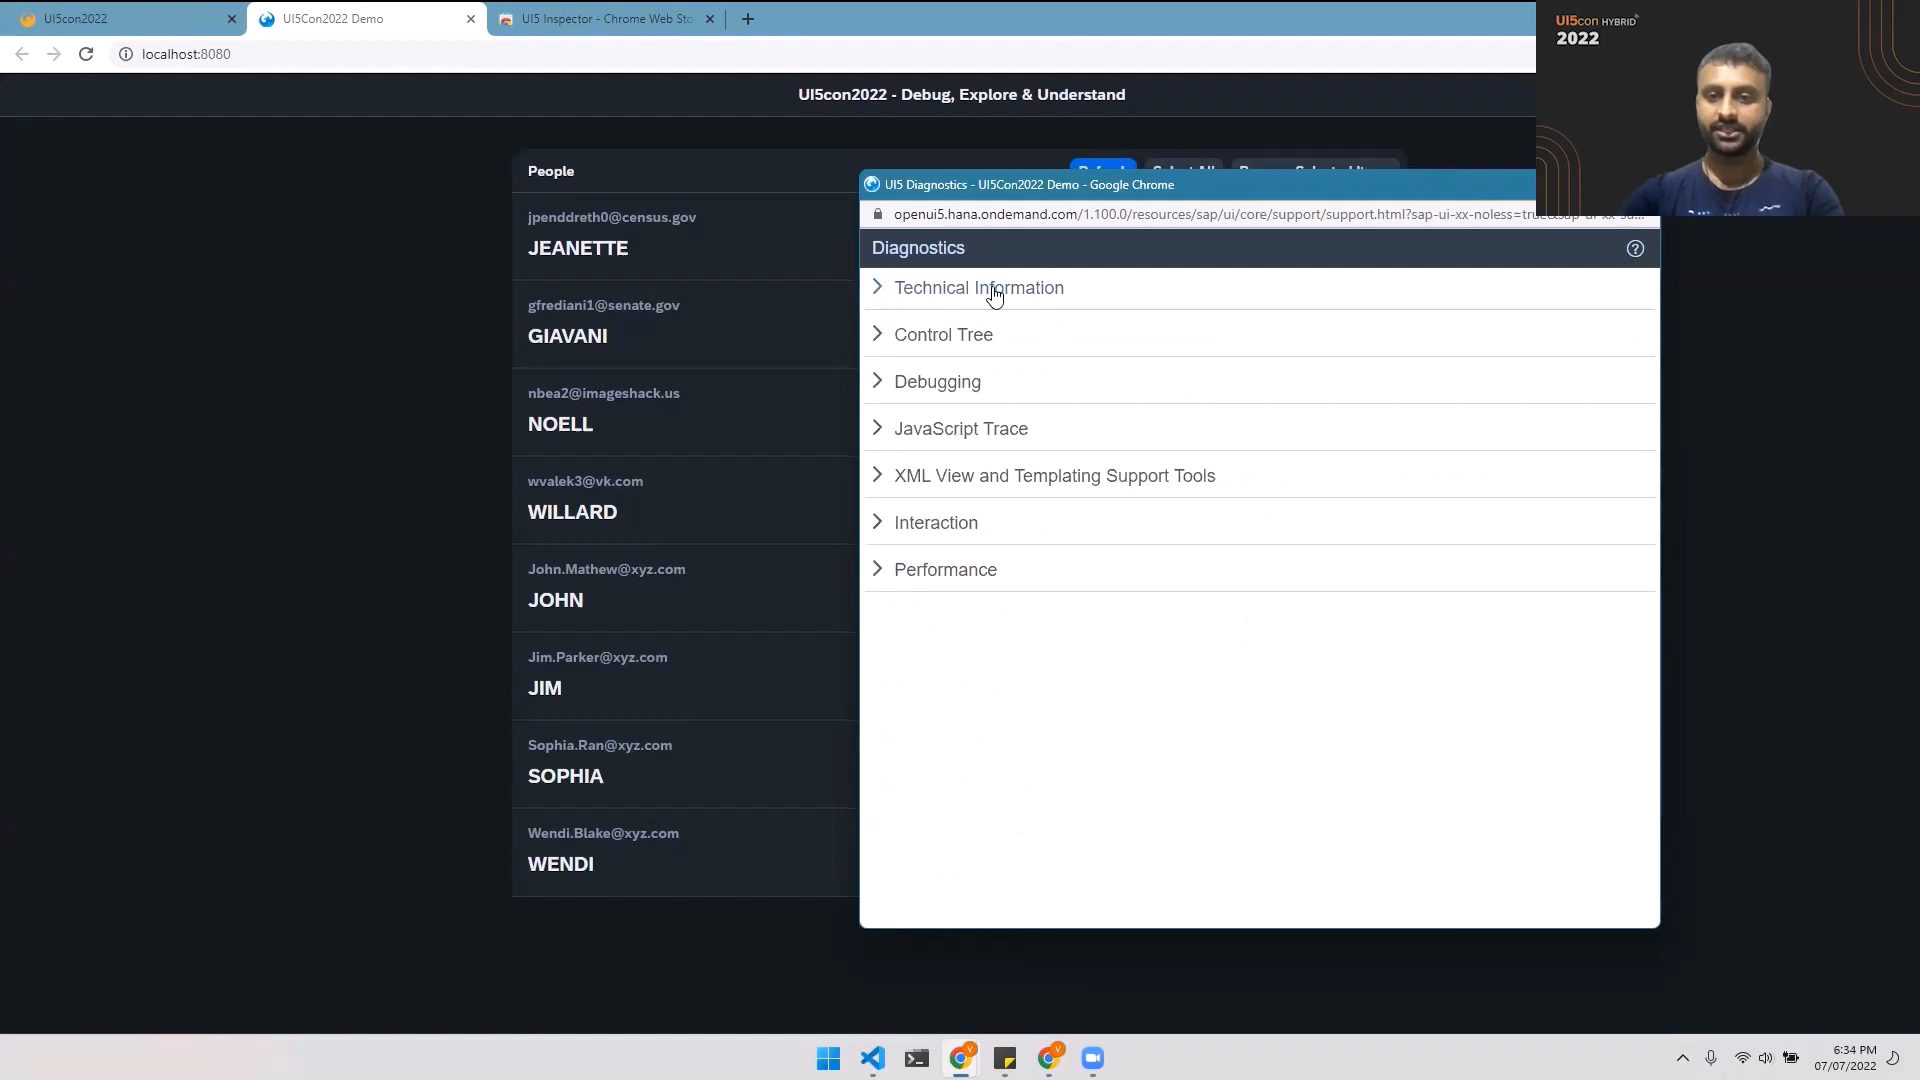 UI5con2022
UI5Con2022 Demo
UI5 Inspector - Chrome Web Sto
localhost:8080
UI5con HYBRID
2022
UI5con2022 - Debug, Explore & Understand
People
jpenddreth0@census.gov
JEANETTE
gfrediani1@senate.gov
GIAVANI
nbea2@imageshack.us
NOELL
wvalek3@vk.com
WILLARD
John.Mathew@xyz.com
JOHN
Jim.Parker@xyz.com
JIM
Sophia.Ran@xyz.com
SOPHIA
Wendi.Blake@xyz.com
WENDI
UI5 Diagnostics - UI5Con2022 Demo - Google Chrome
openui5.hana.ondemand.com/1.100.0/resources/sap/ui/core/support/support.html?sap-ui-xx-noless=true&sap-ui-xx-sa...
Diagnostics
Technical Information
Control Tree
Debugging
JavaScript Trace
XML View and Templating Support Tools
Interaction
Performance
6:34 PM
07/07/2022